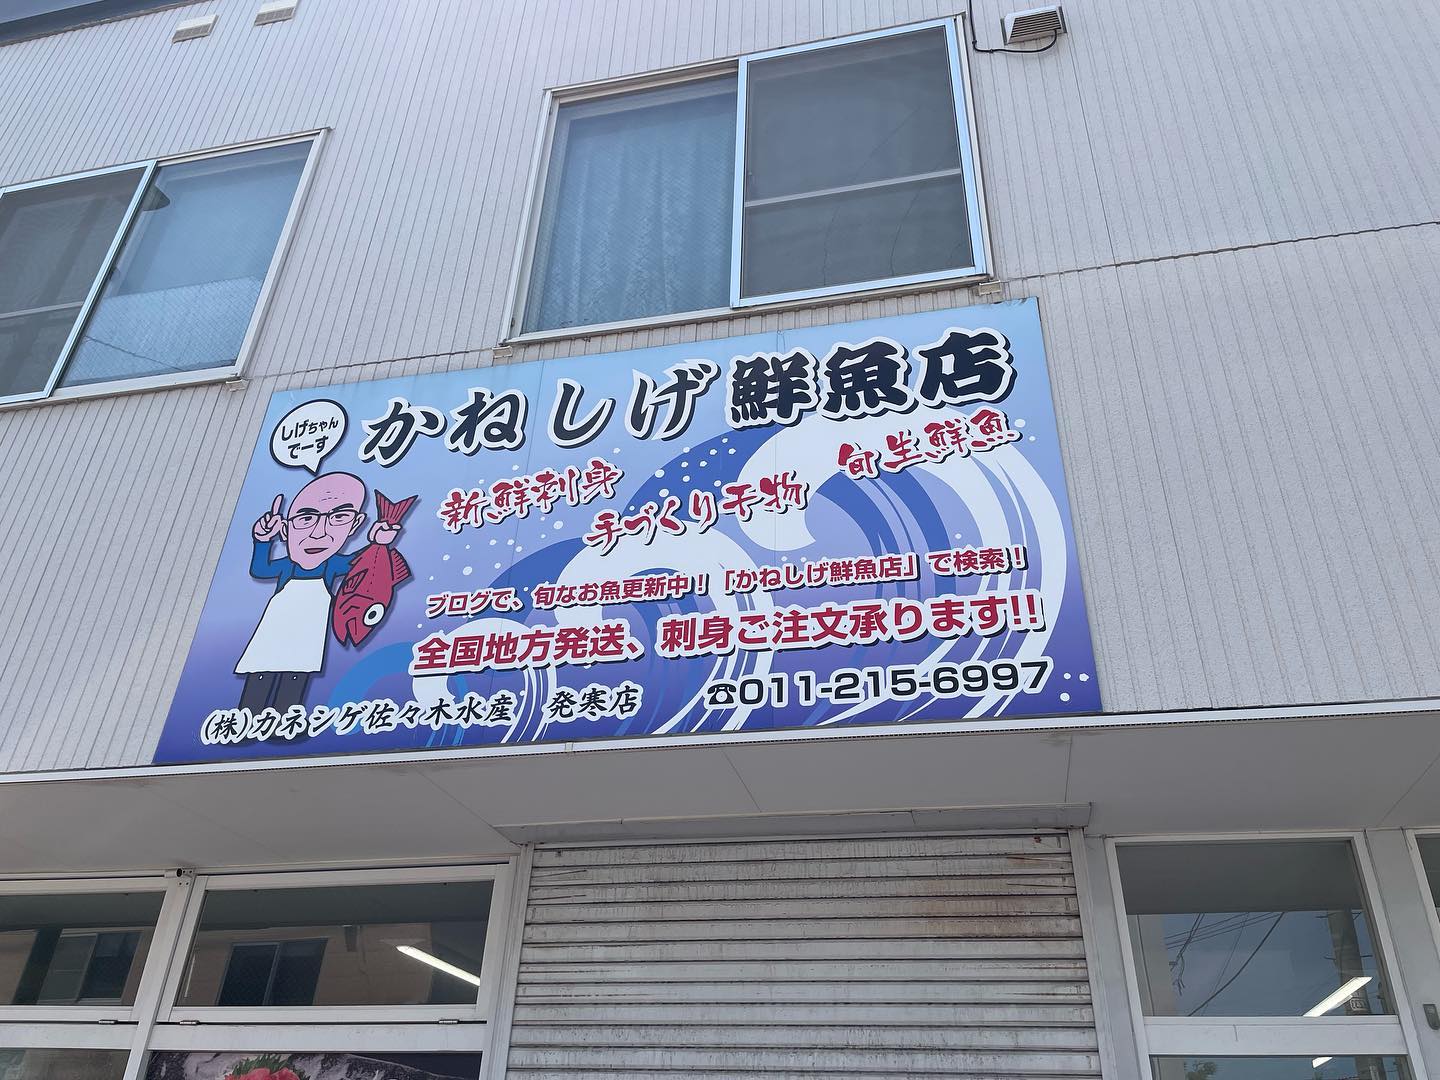 かねしげ鮮魚店
しげちゃん
でーす
新鮮刺身
手づくり干物
旬生鮮魚
ブログで、旬なお魚更新中！「かねしげ鮮魚店」で検索！
全国地方発送、刺身ご注文承ります!!
(株)カネシゲ佐々木水産 発寒店
☎011-215-6997